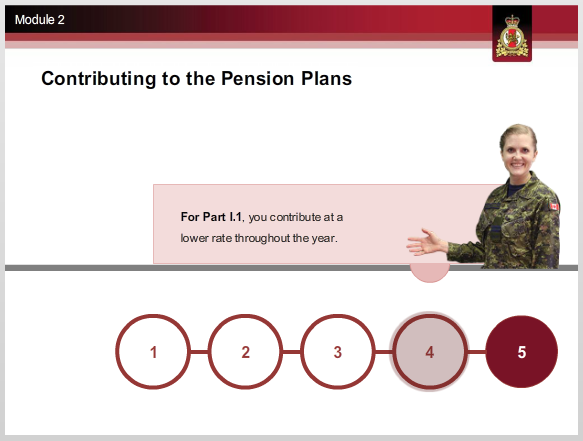 Module 2
Contributing to the Pension Plans
For Part I.1, you contribute at a
lower rate throughout the year.
1 2 3 4 5